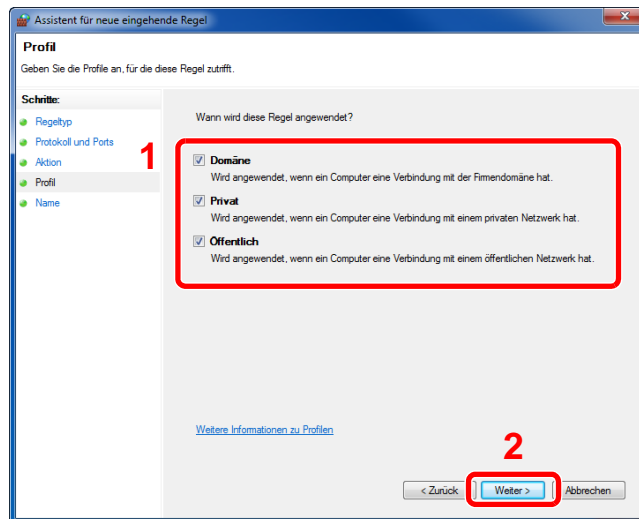 Assistent für neue eingehende Regel
Profil
Geben Sie die Profile an, für die diese Regel zutrifft.
Schritte:
Regeltyp
Protokoll und Ports
Aktion
Profil
Name
1
Wann wird diese Regel angewendet?
Domäne
Wird angewendet, wenn ein Computer eine Verbindung mit der Firmendomäne hat.
Privat
Wird angewendet, wenn ein Computer eine Verbindung mit einem privaten Netzwerk hat.
Öffentlich
Wird angewendet, wenn ein Computer eine Verbindung mit einem öffentlichen Netzwerk hat.
Weitere Informationen zu Profilen
2
< Zurück
Weiter >
Abbrechen